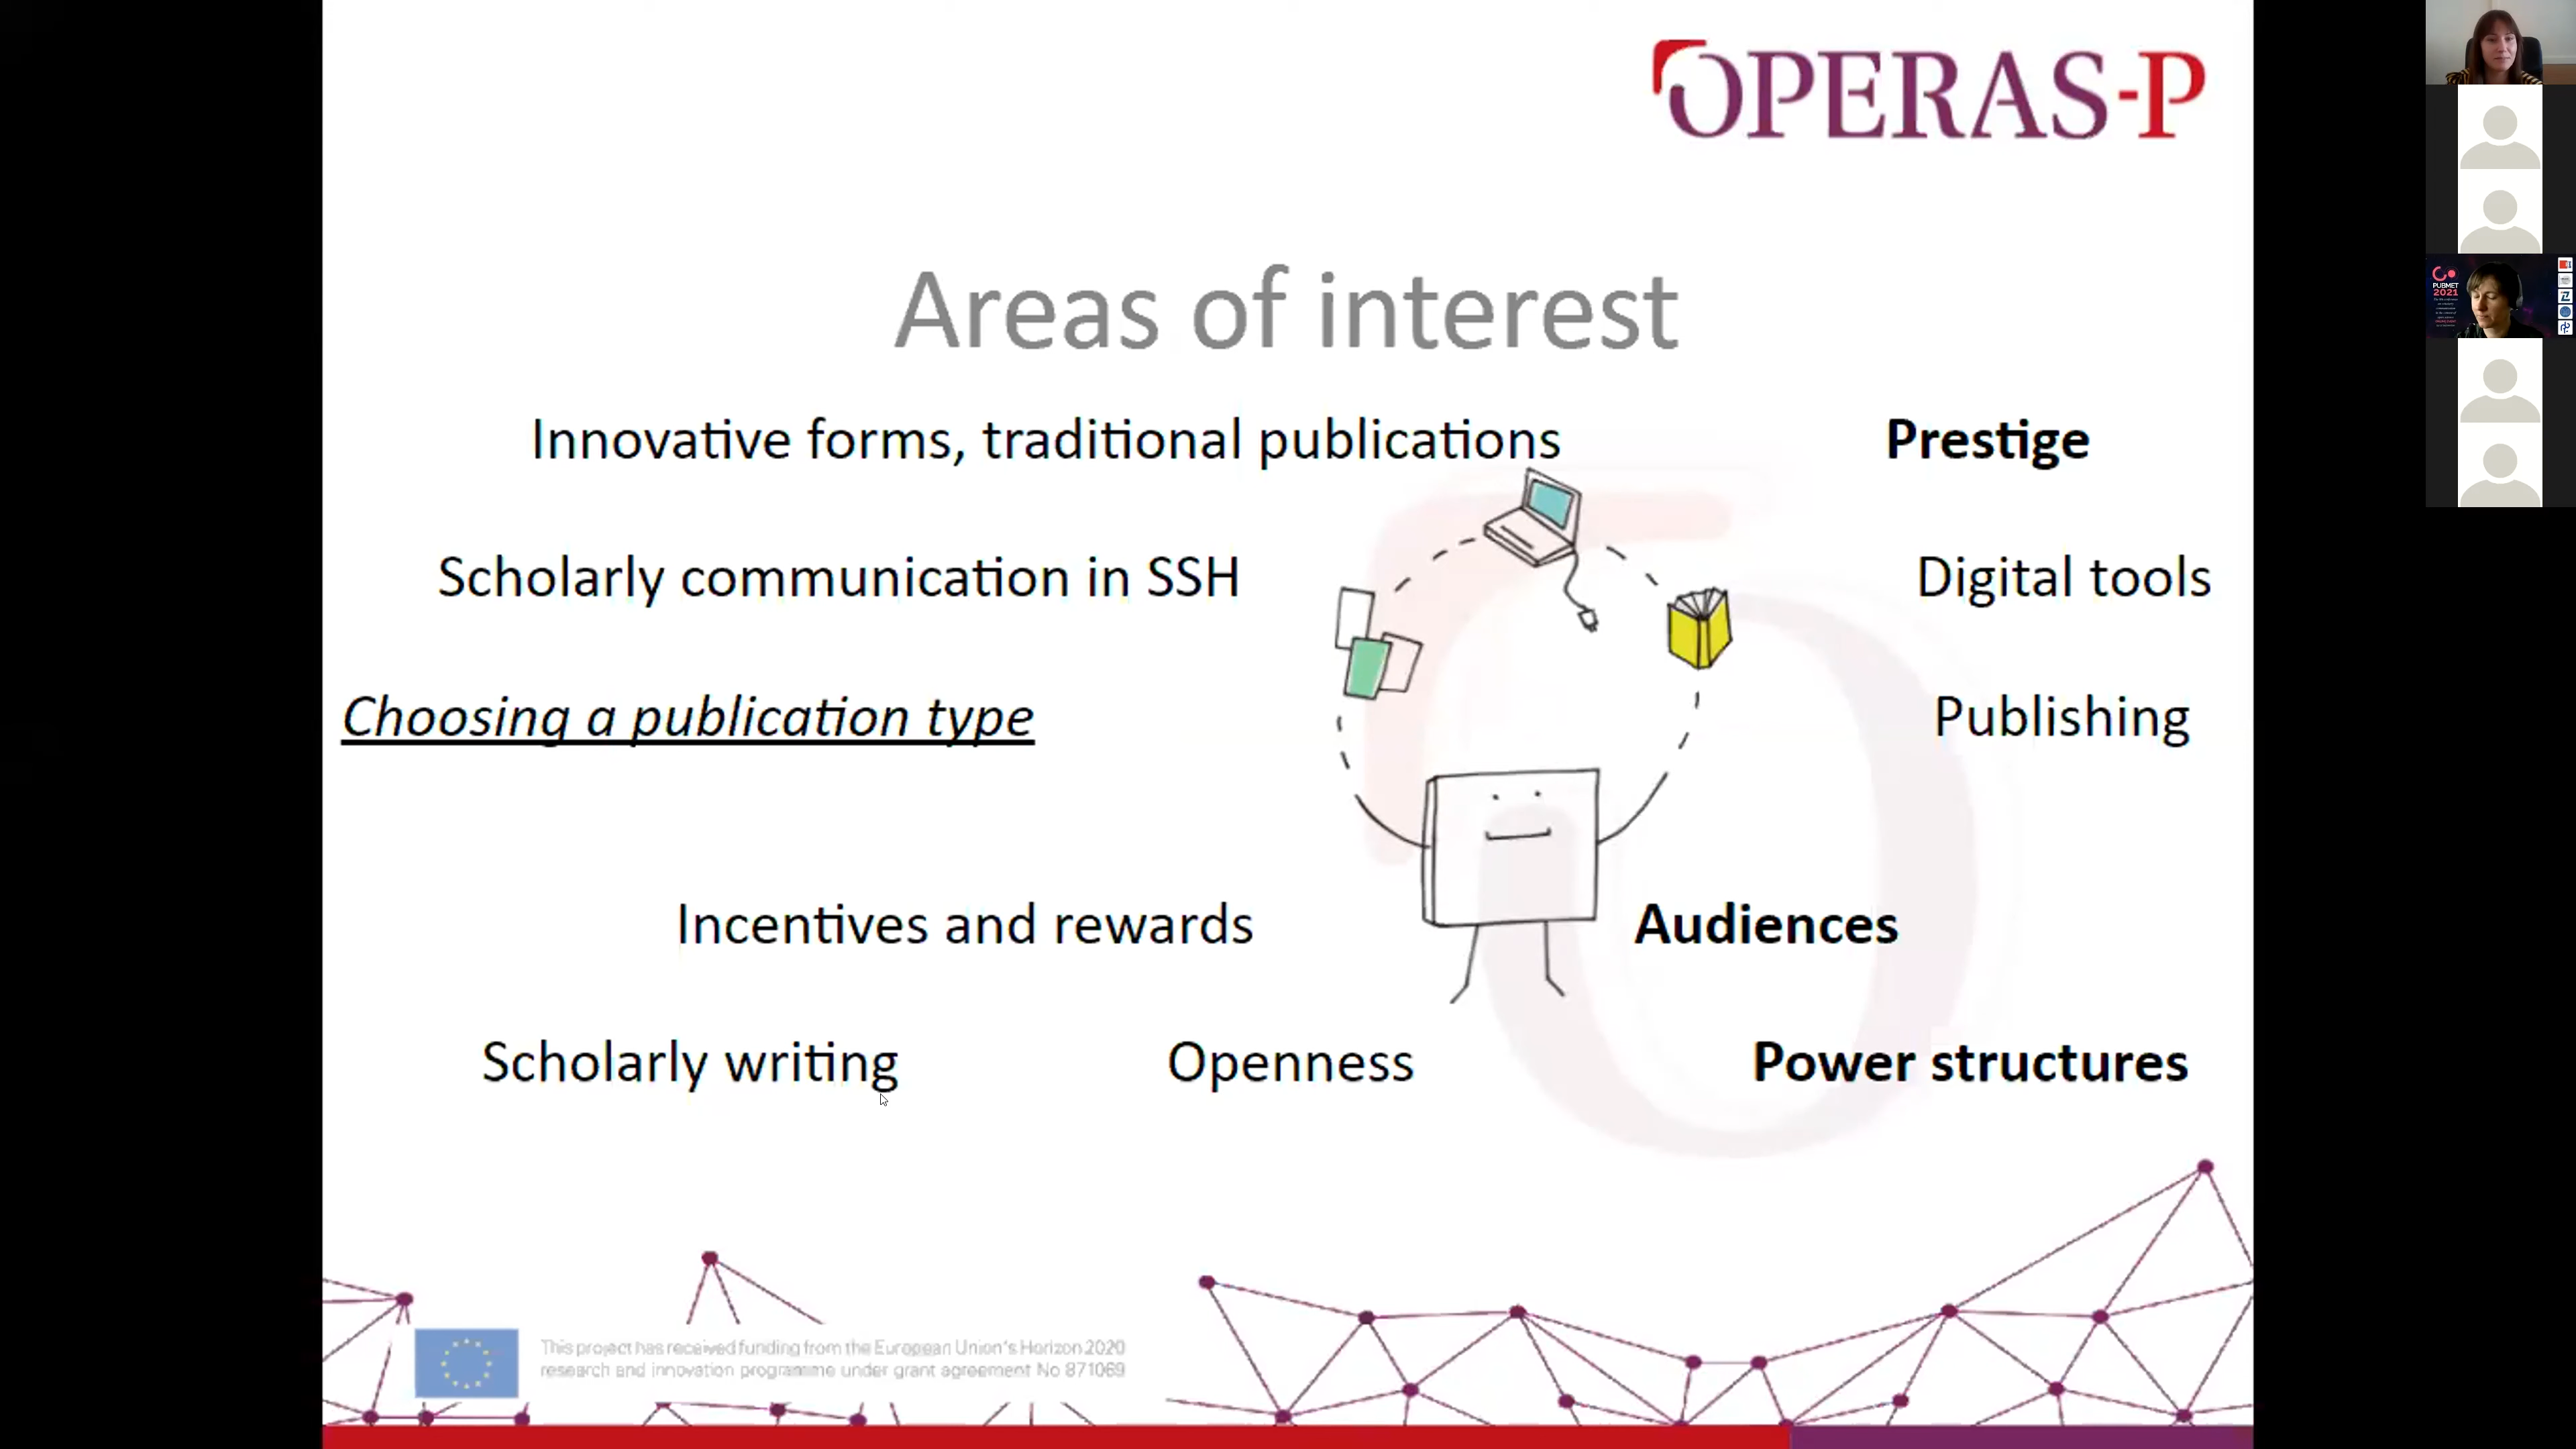 OPERAS-P
Areas of interest
Innovative forms, traditional publications
Prestige
Scholarly communication in SSH
Digital tools
Choosing a publication type
Publishing
Incentives and rewards
Audiences
Scholarly writing
Openness
Power structures
This project has received funding from the European Union's Horizon 2020
research and innovation programme under grant agreement No 871069
PUBMET
2021